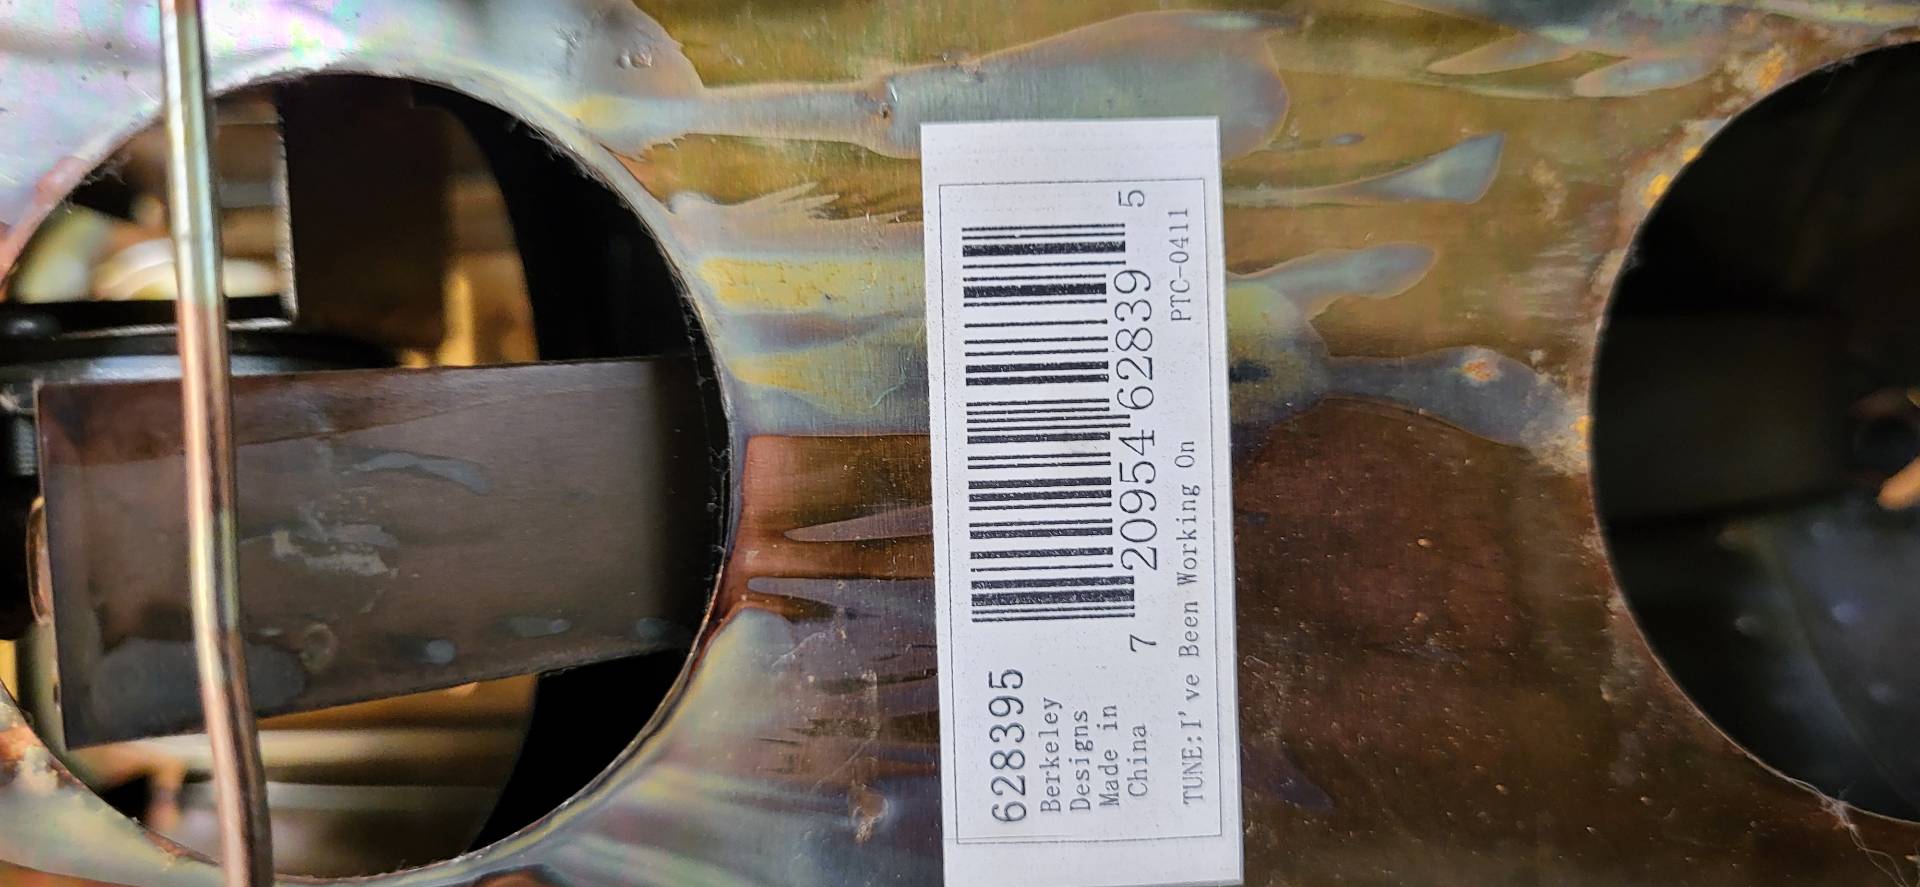 628395
Berkeley
Designs
Made in
China
7 20954 62839 5
TUNE:I've Been Working On
PTC-0411